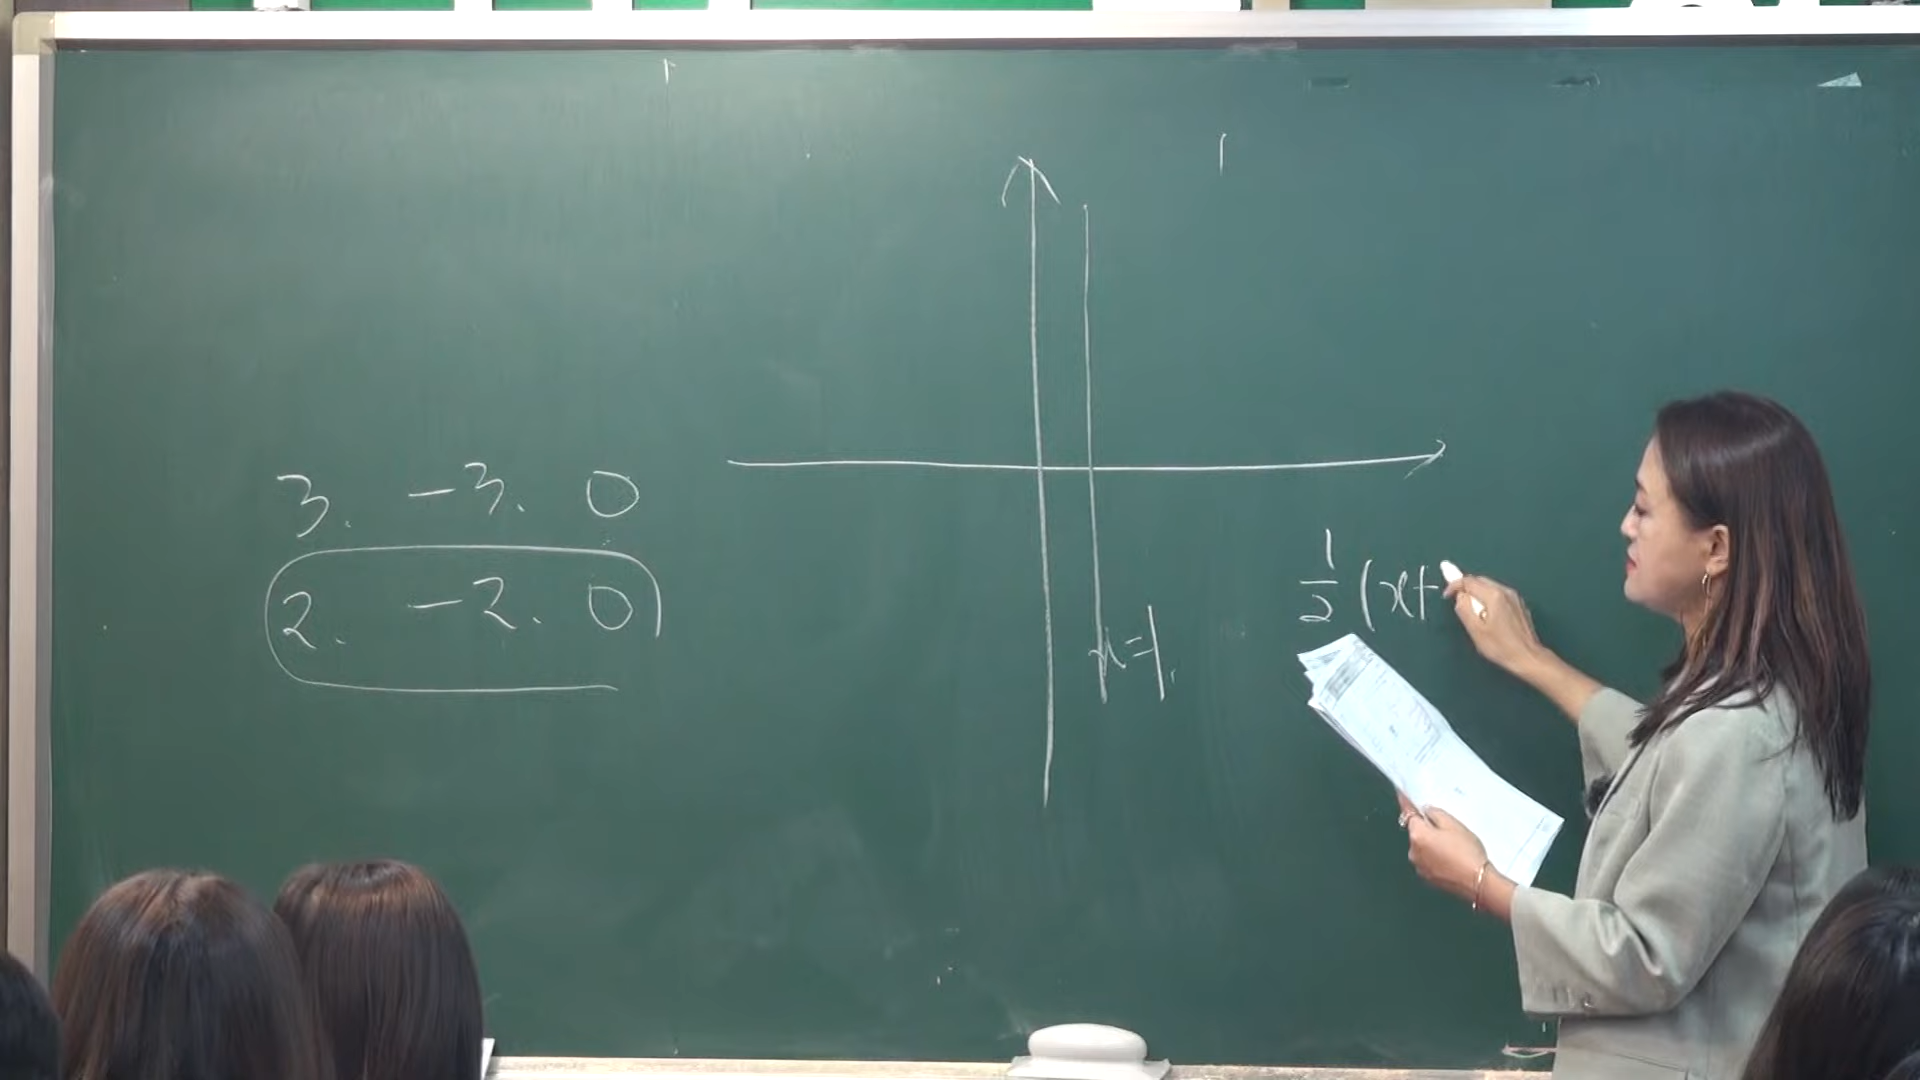 3. -3. 0
2. -2. 0
x=1.
1/2 (x+